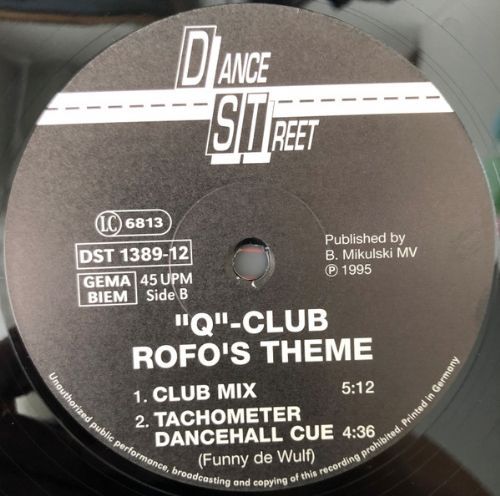 DANCE
STREET
LC 6813
DST 1389-12
GEMA
BIEM
45 UPM
Side B
Published by
B. Mikulski MV
℗ 1995
"Q"-CLUB
ROFO'S THEME
1. CLUB MIX 5:12
2. TACHOMETER
DANCEHALL CUE 4:36
(Funny de Wulf)
Unauthorized public performance, broadcasting and copying of this recording prohibited. Printed in Germany